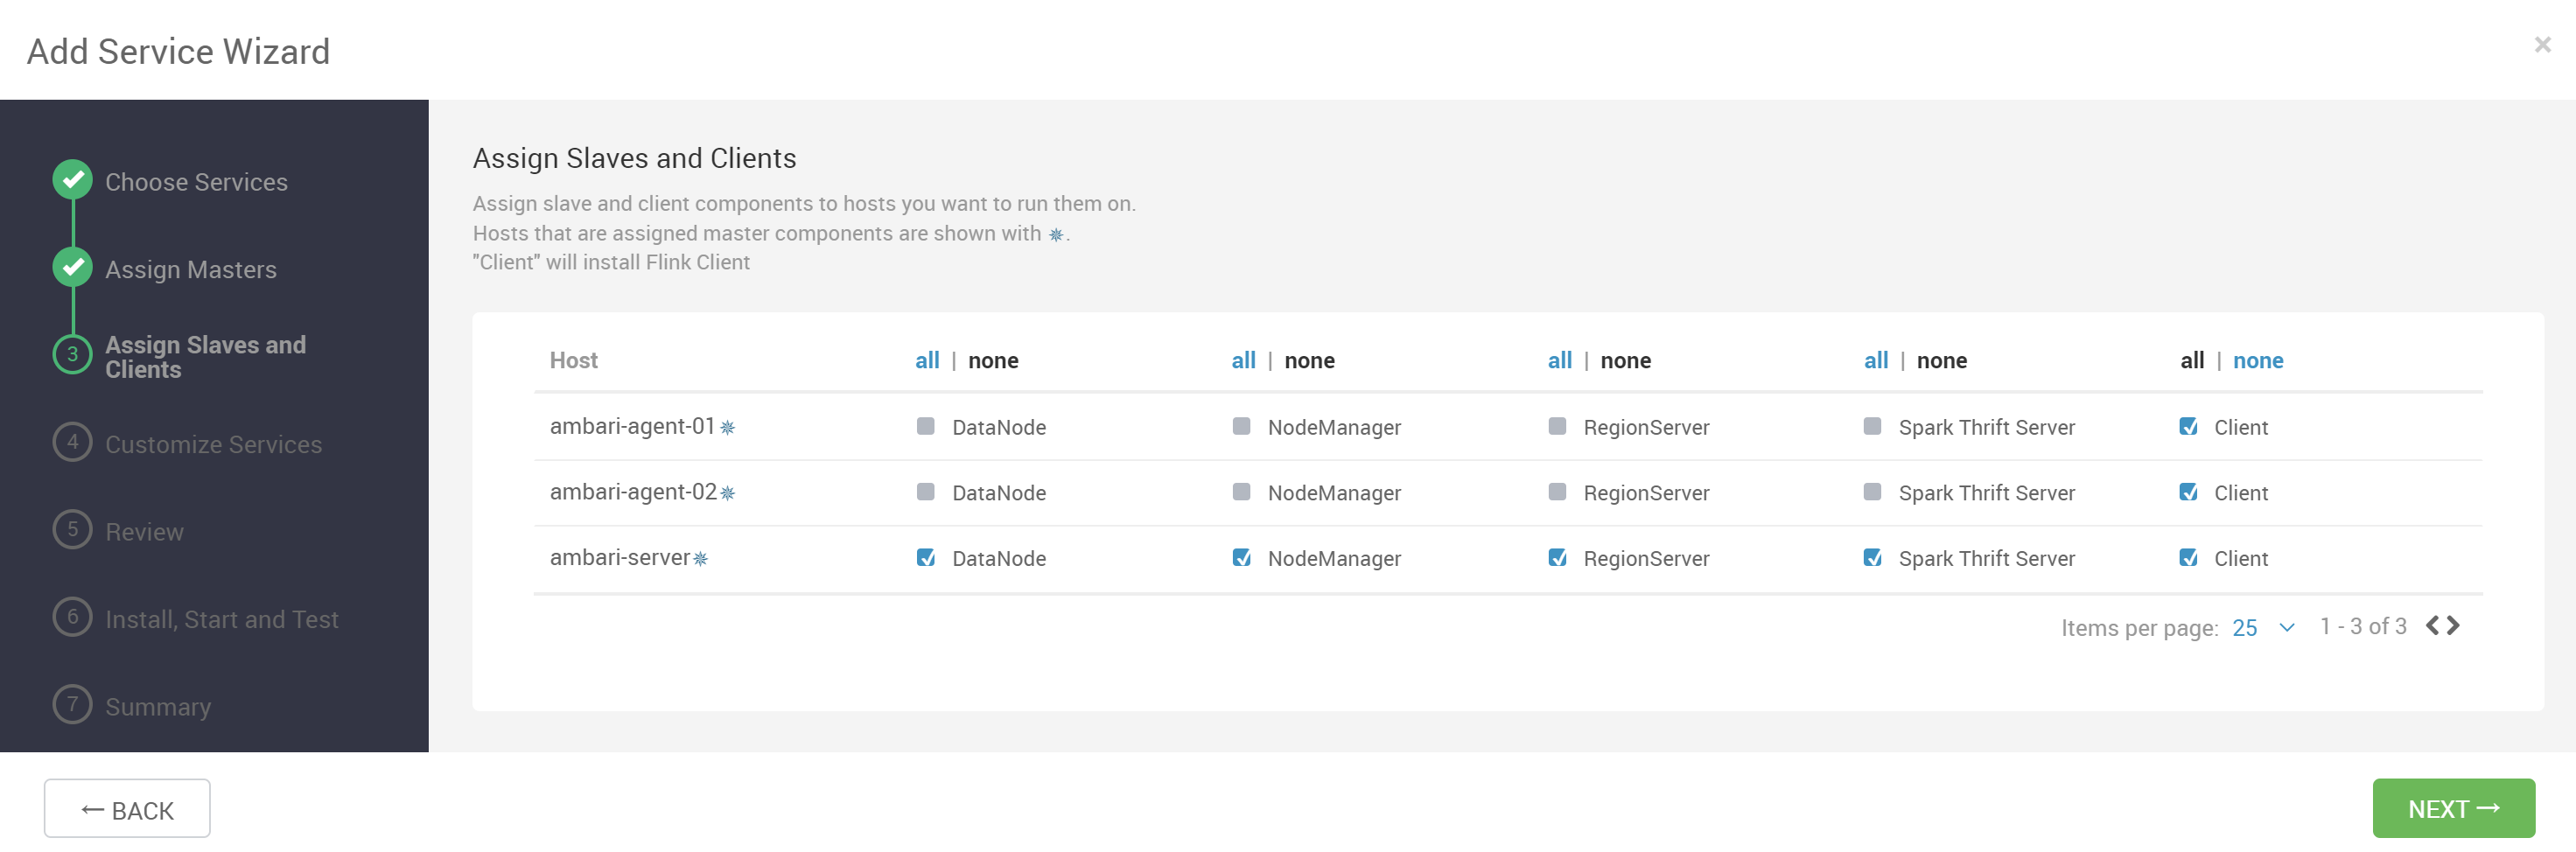 Add Service Wizard
×
Choose Services
Assign Masters
3 Assign Slaves and
Clients
4 Customize Services
5 Review
6 Install, Start and Test
7 Summary
Assign Slaves and Clients
Assign slave and client components to hosts you want to run them on.
Hosts that are assigned master components are shown with ✵.
"Client" will install Flink Client
Host all | none all | none all | none all | none all | none
ambari-agent-01✵ DataNode NodeManager RegionServer Spark Thrift Server Client
ambari-agent-02✵ DataNode NodeManager RegionServer Spark Thrift Server Client
ambari-server✵ DataNode NodeManager RegionServer Spark Thrift Server Client
Items per page: 25 1 - 3 of 3
← BACK
NEXT →